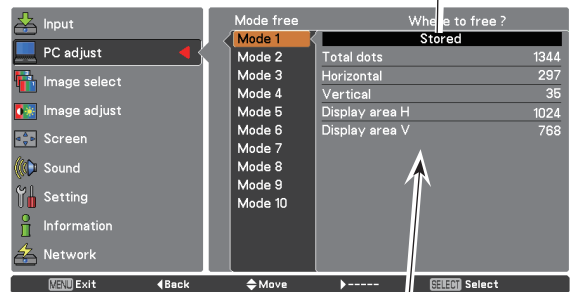 Input
PC adjust
Image select
Image adjust
Screen
Sound
Setting
Information
Network
Mode free
Mode 1
Mode 2
Mode 3
Mode 4
Mode 5
Mode 6
Mode 7
Mode 8
Mode 9
Mode 10
Where to free ?
Stored
Total dots 1344
Horizontal 297
Vertical 35
Display area H 1024
Display area V 768
MENU Exit ◀Back Move ▶----- SELECT Select